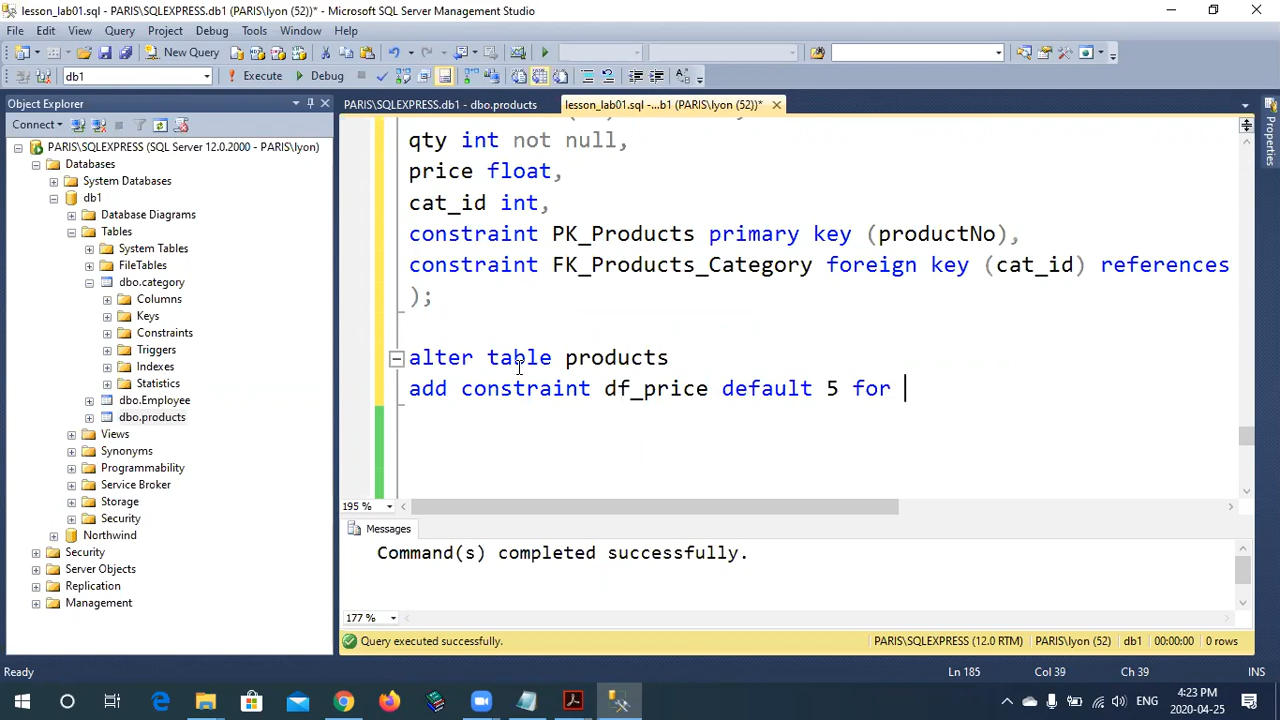 lesson_lab01.sql - PARIS\SQLEXPRESS.db1 (PARIS\lyon (52))* - Microsoft SQL Server Management Studio
File Edit View Query Project Debug Tools Window Help
New Query
db1 Execute Debug
Object Explorer
PARIS\SQLEXPRESS.db1 - dbo.products lesson_lab01.sql -...b1 (PARIS\lyon (52))*
Connect
PARIS\SQLEXPRESS (SQL Server 12.0.2000 - PARIS\lyon)
Databases
System Databases
db1
Database Diagrams
Tables
System Tables
FileTables
dbo.category
Columns
Keys
Constraints
Triggers
Indexes
Statistics
dbo.Employee
dbo.products
Views
Synonyms
Programmability
Service Broker
Storage
Security
Northwind
Security
Server Objects
Replication
Management
qty int not null,
price float,
cat_id int,
constraint PK_Products primary key (productNo),
constraint FK_Products_Category foreign key (cat_id) references
);
alter table products
add constraint df_price default 5 for
195 %
Messages
Command(s) completed successfully.
177 %
Query executed successfully. PARIS\SQLEXPRESS (12.0 RTM) PARIS\lyon (52) db1 00:00:00 0 rows
Ready Ln 185 Col 39 Ch 39 INS
ENG 4:23 PM
2020-04-25
Properties